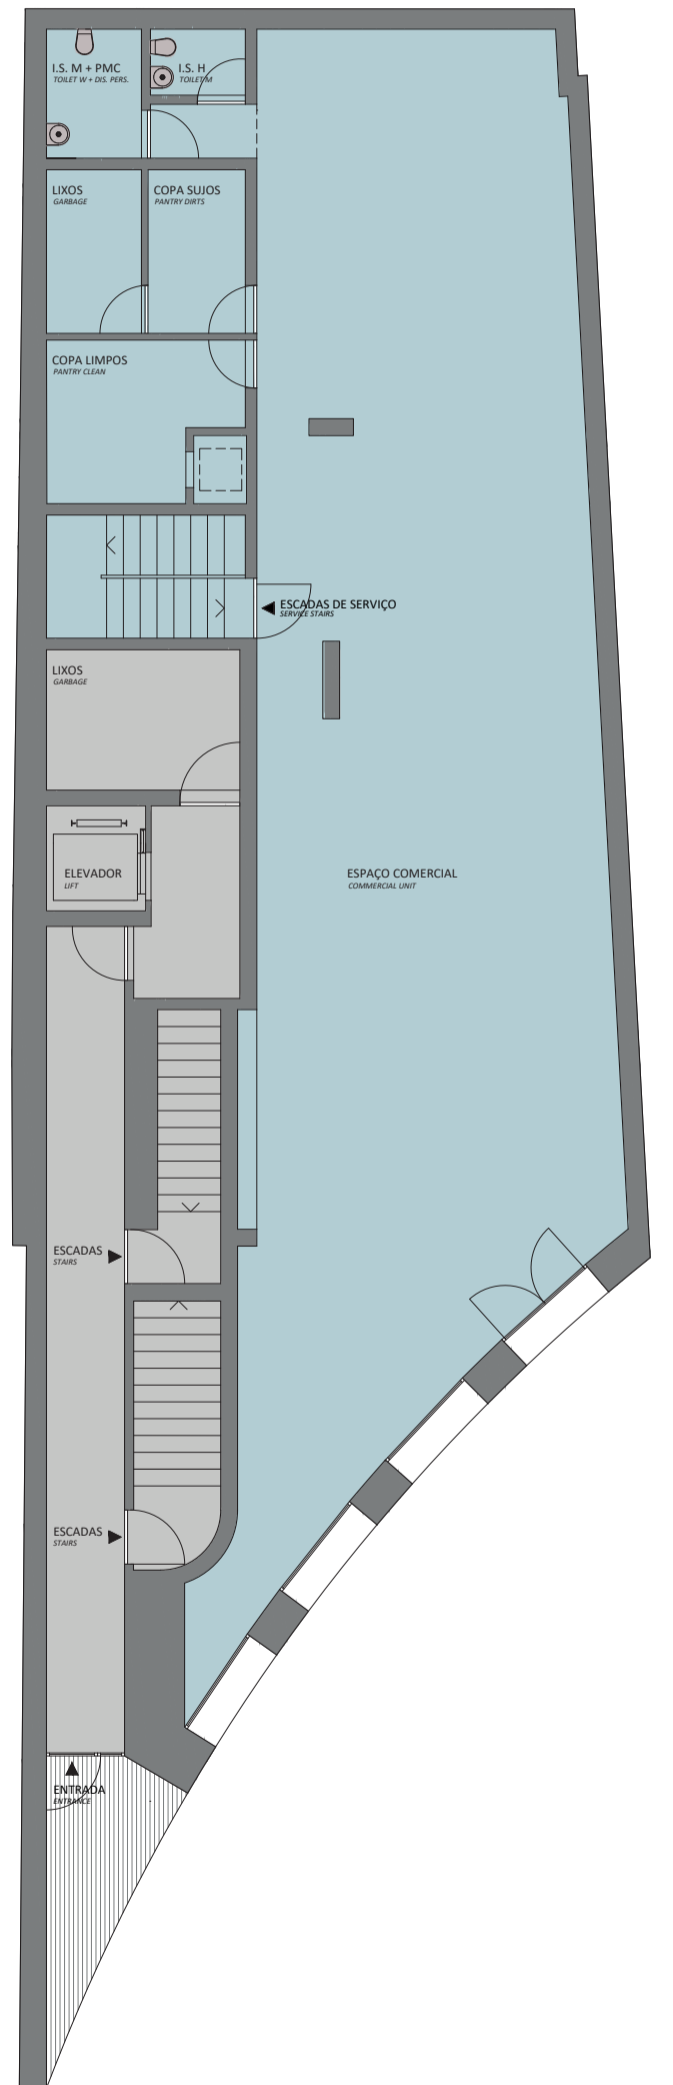 I.S. M + PMC
TOILET W + DIS. PERS.
I.S. H
TOILET M
LIXOS
GARBAGE
COPA SUJOS
PANTRY DIRTS
COPA LIMPOS
PANTRY CLEAN
ESCADAS DE SERVIÇO
SERVICE STAIRS
LIXOS
GARBAGE
ELEVADOR
LIFT
ESPAÇO COMERCIAL
COMMERCIAL UNIT
ESCADAS
STAIRS
ESCADAS
STAIRS
ENTRADA
ENTRANCE